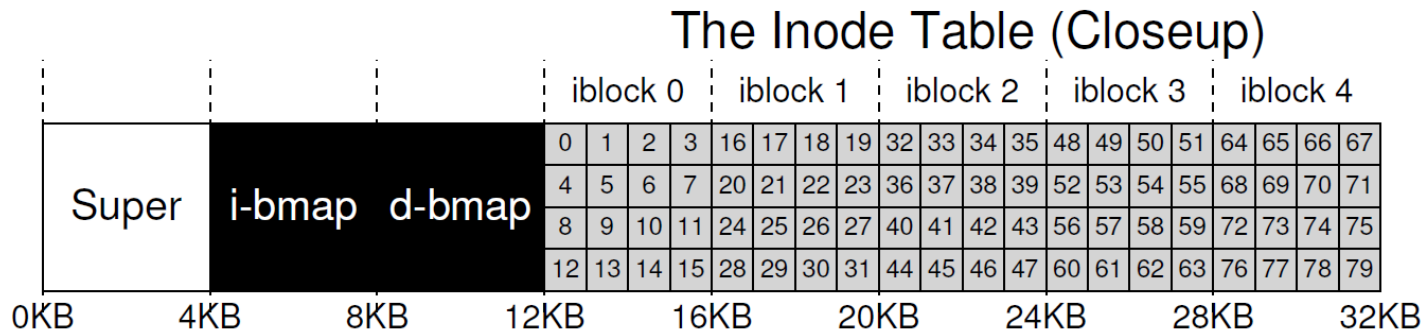 The Inode Table (Closeup)
iblock 0 iblock 1 iblock 2 iblock 3 iblock 4
0 1 2 3 16 17 18 19 32 33 34 35 48 49 50 51 64 65 66 67
4 5 6 7 20 21 22 23 36 37 38 39 52 53 54 55 68 69 70 71
Super i-bmap d-bmap
8 9 10 11 24 25 26 27 40 41 42 43 56 57 58 59 72 73 74 75
12 13 14 15 28 29 30 31 44 45 46 47 60 61 62 63 76 77 78 79
0KB 4KB 8KB 12KB 16KB 20KB 24KB 28KB 32KB